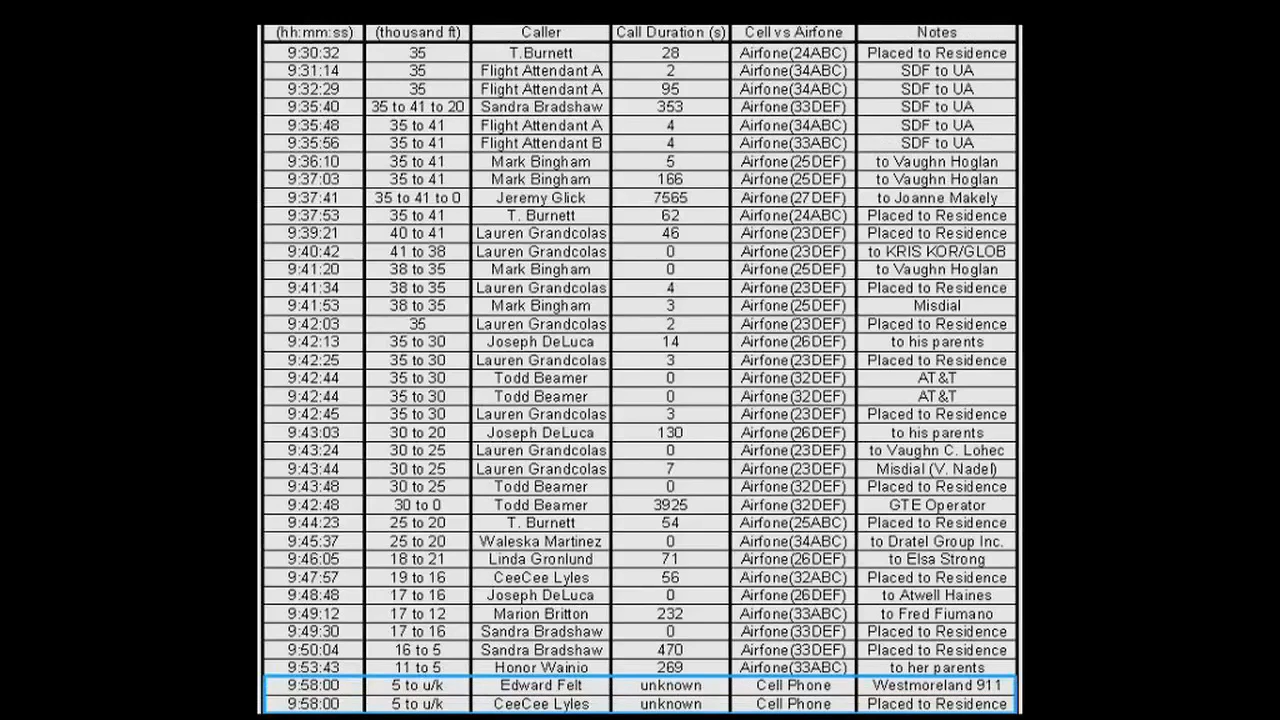 (hh:mm:ss) (thousand ft) Caller Call Duration (s) Cell vs Airfone Notes
9:30:32 35 T.Burnett 28 Airfone(24ABC) Placed to Residence
9:31:14 35 Flight Attendant A 2 Airfone(34ABC) SDF to UA
9:32:29 35 Flight Attendant A 95 Airfone(34ABC) SDF to UA
9:35:40 35 to 41 to 20 Sandra Bradshaw 353 Airfone(33DEF) SDF to UA
9:35:48 35 to 41 Flight Attendant A 4 Airfone(34ABC) SDF to UA
9:35:56 35 to 41 Flight Attendant B 4 Airfone(33ABC) SDF to UA
9:36:10 35 to 41 Mark Bingham 5 Airfone(25DEF) to Vaughn Hoglan
9:37:03 35 to 41 Mark Bingham 166 Airfone(25DEF) to Vaughn Hoglan
9:37:41 35 to 41 to 0 Jeremy Glick 7565 Airfone(27DEF) to Joanne Makely
9:37:53 35 to 41 T. Burnett 62 Airfone(24ABC) Placed to Residence
9:39:21 40 to 41 Lauren Grandcolas 46 Airfone(23DEF) Placed to Residence
9:40:42 41 to 38 Lauren Grandcolas 0 Airfone(23DEF) to KRIS KOR/GLOB
9:41:20 38 to 35 Mark Bingham 0 Airfone(25DEF) to Vaughn Hoglan
9:41:34 38 to 35 Lauren Grandcolas 4 Airfone(23DEF) Placed to Residence
9:41:53 38 to 35 Mark Bingham 3 Airfone(25DEF) Misdial
9:42:03 35 Lauren Grandcolas 2 Airfone(23DEF) Placed to Residence
9:42:13 35 to 30 Joseph DeLuca 14 Airfone(26DEF) to his parents
9:42:25 35 to 30 Lauren Grandcolas 3 Airfone(23DEF) Placed to Residence
9:42:44 35 to 30 Todd Beamer 0 Airfone(32DEF) AT&T
9:42:44 35 to 30 Todd Beamer 0 Airfone(32DEF) AT&T
9:42:45 35 to 30 Lauren Grandcolas 3 Airfone(23DEF) Placed to Residence
9:43:03 30 to 20 Joseph DeLuca 130 Airfone(26DEF) to his parents
9:43:24 30 to 25 Lauren Grandcolas 0 Airfone(23DEF) to Vaughn C. Lohec
9:43:44 30 to 25 Lauren Grandcolas 7 Airfone(23DEF) Misdial (V. Nadel)
9:43:48 30 to 25 Todd Beamer 0 Airfone(32DEF) Placed to Residence
9:42:48 30 to 0 Todd Beamer 3925 Airfone(32DEF) GTE Operator
9:44:23 25 to 20 T. Burnett 54 Airfone(25ABC) Placed to Residence
9:45:37 25 to 20 Waleska Martinez 0 Airfone(34ABC) to Dratel Group Inc.
9:46:05 18 to 21 Linda Gronlund 71 Airfone(26DEF) to Elsa Strong
9:47:57 19 to 16 CeeCee Lyles 56 Airfone(32ABC) Placed to Residence
9:48:48 17 to 16 Joseph DeLuca 0 Airfone(26DEF) to Atwell Haines
9:49:12 17 to 12 Marion Britton 232 Airfone(33ABC) to Fred Fiumano
9:49:30 17 to 16 Sandra Bradshaw 0 Airfone(33DEF) Placed to Residence
9:50:04 16 to 5 Sandra Bradshaw 470 Airfone(33DEF) Placed to Residence
9:53:43 11 to 5 Honor Wainio 269 Airfone(33ABC) to her parents
9:58:00 5 to u/k Edward Felt unknown Cell Phone Westmoreland 911
9:58:00 5 to u/k CeeCee Lyles unknown Cell Phone Placed to Residence